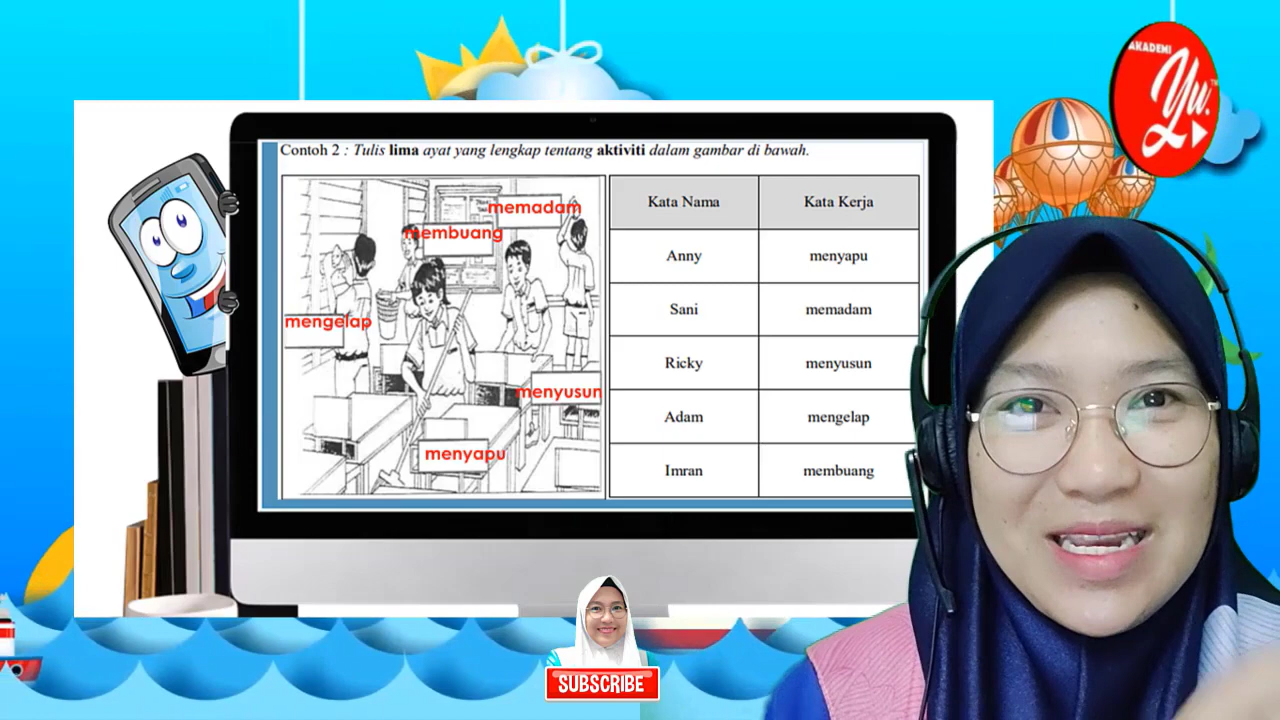 AKADEMI
Yu.
Contoh 2 : Tulis lima ayat yang lengkap tentang aktiviti dalam gambar di bawah.
memadam
membuang
mengelap
menyusun
menyapu
Kata Nama Kata Kerja
Anny menyapu
Sani memadam
Ricky menyusun
Adam mengelap
Imran membuang
SUBSCRIBE